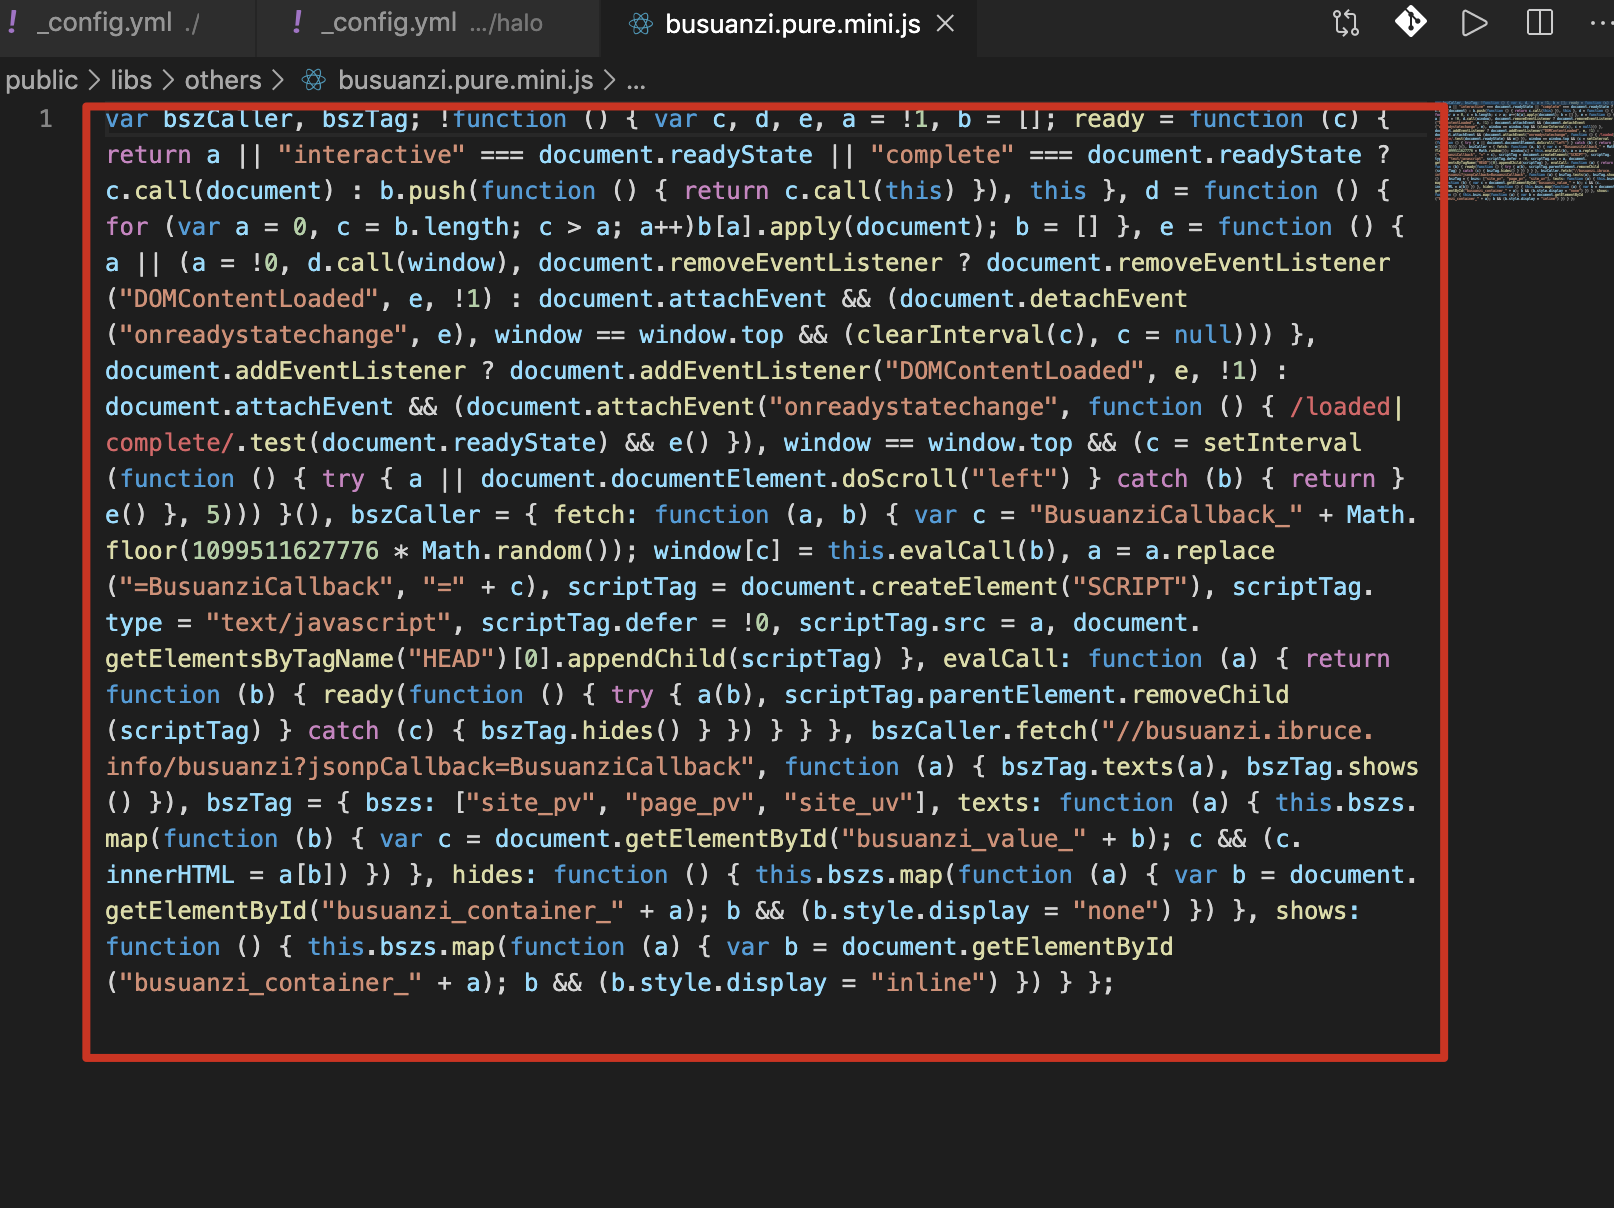 ! _config.yml ./ ! _config.yml .../halo busuanzi.pure.mini.js
public > libs > others > busuanzi.pure.mini.js > ...
1 var bszCaller, bszTag; !function () { var c, d, e, a = !1, b = []; ready = function (c) {
return a || "interactive" === document.readyState || "complete" === document.readyState ?
c.call(document) : b.push(function () { return c.call(this) }), this }, d = function () {
for (var a = 0, c = b.length; c > a; a++)b[a].apply(document); b = [] }, e = function () {
a || (a = !0, d.call(window), document.removeEventListener ? document.removeEventListener
("DOMContentLoaded", e, !1) : document.attachEvent && (document.detachEvent
("onreadystatechange", e), window == window.top && (clearInterval(c), c = null))) },
document.addEventListener ? document.addEventListener("DOMContentLoaded", e, !1) :
document.attachEvent && (document.attachEvent("onreadystatechange", function () { /loaded|
complete/.test(document.readyState) && e() }), window == window.top && (c = setInterval
(function () { try { a || document.documentElement.doScroll("left") } catch (b) { return }
e() }, 5))) }(), bszCaller = { fetch: function (a, b) { var c = "BusuanziCallback_" + Math.
floor(1099511627776 * Math.random()); window[c] = this.evalCall(b), a = a.replace
("=BusuanziCallback", "=" + c), scriptTag = document.createElement("SCRIPT"), scriptTag.
type = "text/javascript", scriptTag.defer = !0, scriptTag.src = a, document.
getElementsByTagName("HEAD")[0].appendChild(scriptTag) }, evalCall: function (a) { return
function (b) { ready(function () { try { a(b), scriptTag.parentElement.removeChild
(scriptTag) } catch (c) { bszTag.hides() } }) } } }, bszCaller.fetch("//busuanzi.ibruce.
info/busuanzi?jsonpCallback=BusuanziCallback", function (a) { bszTag.texts(a), bszTag.shows
() }), bszTag = { bszs: ["site_pv", "page_pv", "site_uv"], texts: function (a) { this.bszs.
map(function (b) { var c = document.getElementById("busuanzi_value_" + b); c && (c.
innerHTML = a[b]) }) }, hides: function () { this.bszs.map(function (a) { var b = document.
getElementById("busuanzi_container_" + a); b && (b.style.display = "none") }) }, shows:
function () { this.bszs.map(function (a) { var b = document.getElementById
("busuanzi_container_" + a); b && (b.style.display = "inline") }) } };